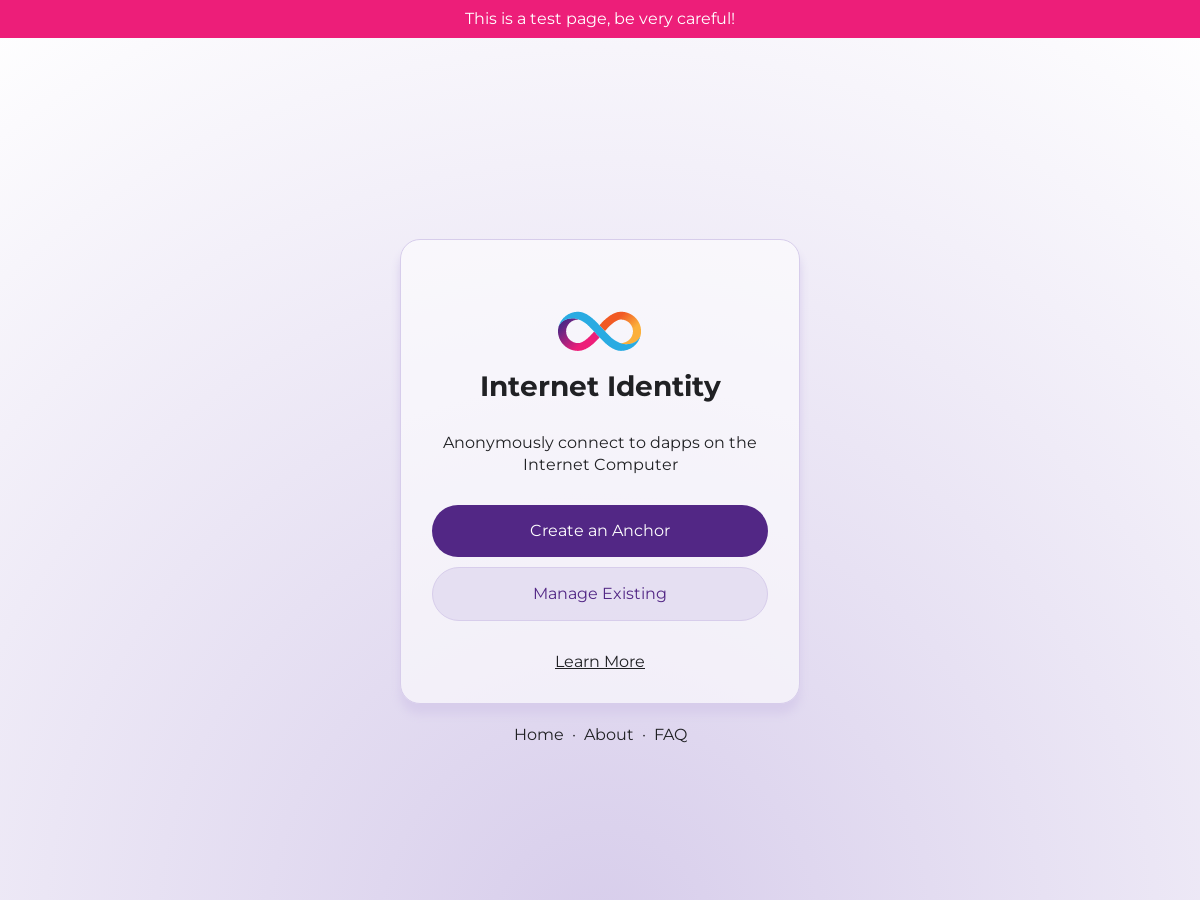 This is a test page, be very careful!
Internet Identity
Anonymously connect to dapps on the
Internet Computer
Create an Anchor
Manage Existing
Learn More
Home · About · FAQ